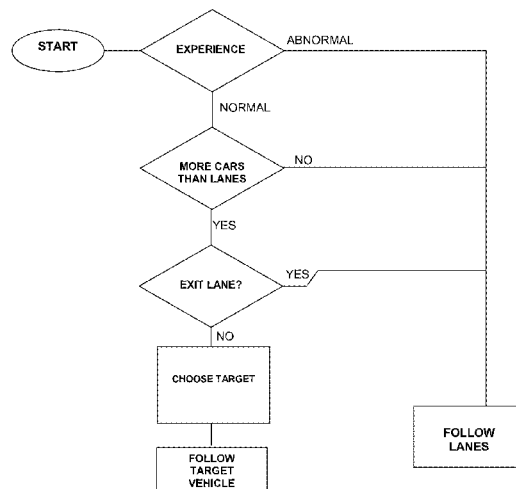 START
EXPERIENCE
ABNORMAL
NORMAL
MORE CARS
THAN LANES
NO
YES
EXIT LANE?
YES
NO
CHOOSE TARGET
FOLLOW
LANES
FOLLOW
TARGET
VEHICLE